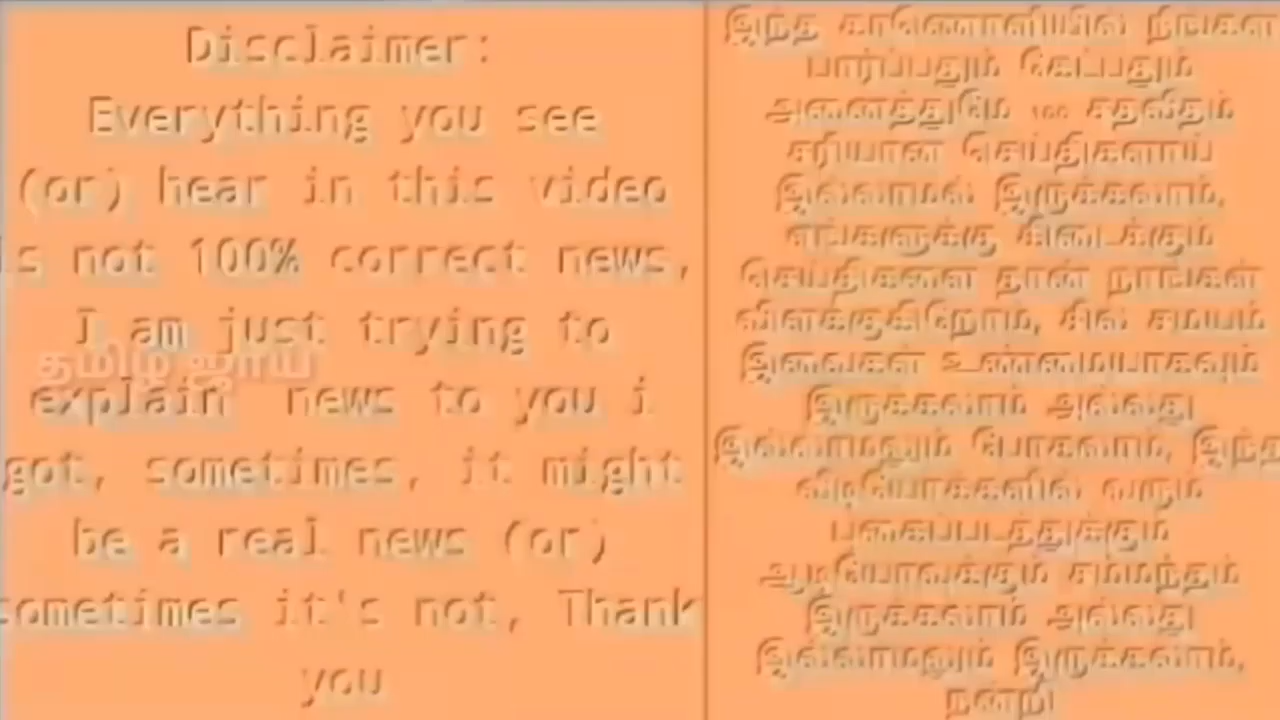 Disclaimer:
Everything you see
(or) hear in this video
is not 100% correct news,
I am just trying to
explain news to you i
got, sometimes, it might
be a real news (or)
sometimes it's not, Thank
you
தமிழ் ஜாய்
இந்த காணொளியில் நீங்கள்
பார்ப்பதும் கேட்பதும்
அனைத்துமே 100 சதவீதம்
சரியான செய்திகளாய்
இல்லாமல் இருக்கலாம்,
எங்களுக்கு கிடைக்கும்
செய்திகளை தான் நாங்கள்
விளக்குகிறோம், சில சமயம்
இவைகள் உண்மையாகவும்
இருக்கலாம் அல்லது
இல்லாமலும் போகலாம், இந்த
வீடியோக்களில் வரும்
புகைப்படத்துக்கும்
ஆடியோவுக்கும் சம்மந்தம்
இருக்கலாம் அல்லது
இல்லாமலும் இருக்கலாம்,
நன்றி